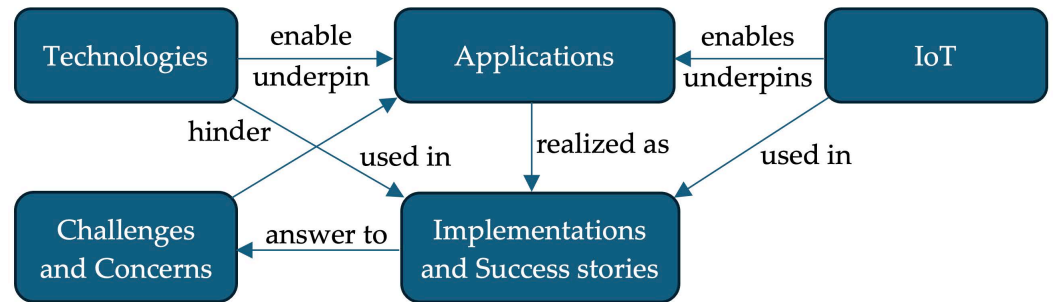 Technologies
enable
underpin
Applications
enables
underpins
IoT
hinder
used in
realized as
used in
Challenges
and Concerns
answer to
Implementations
and Success stories